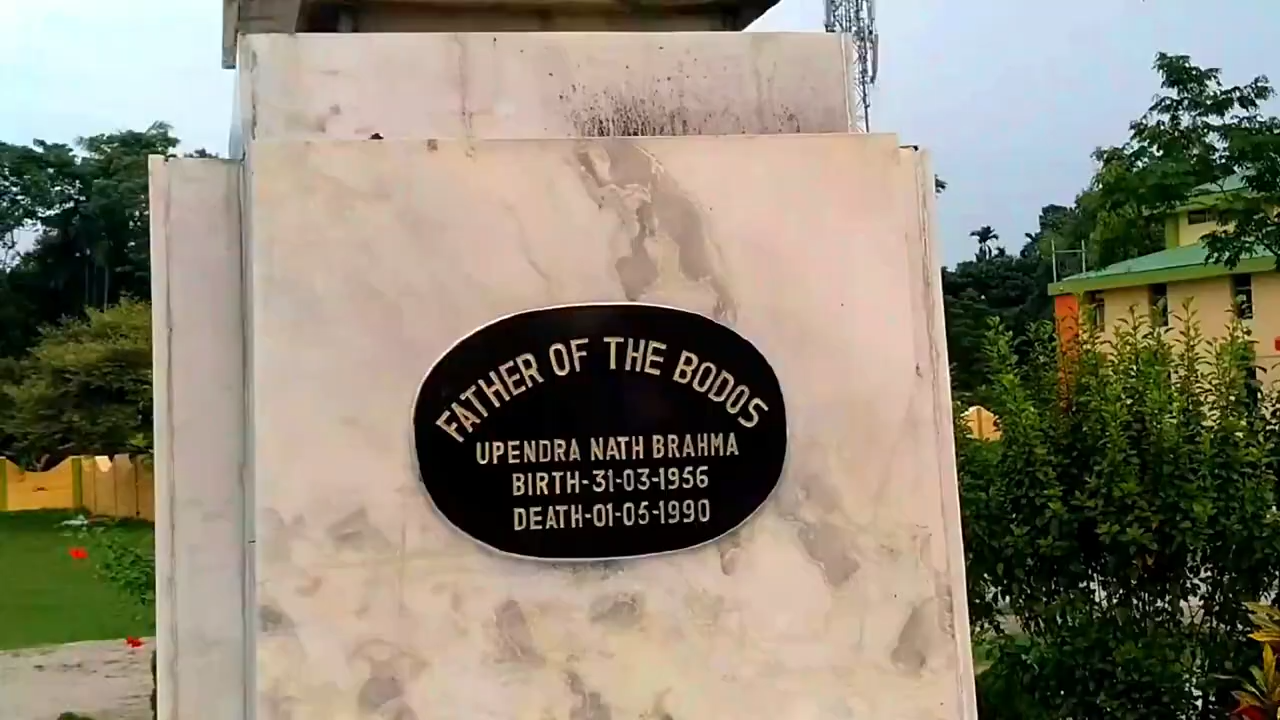 FATHER OF THE BODOS
UPENDRA NATH BRAHMA
BIRTH-31-03-1956
DEATH-01-05-1990